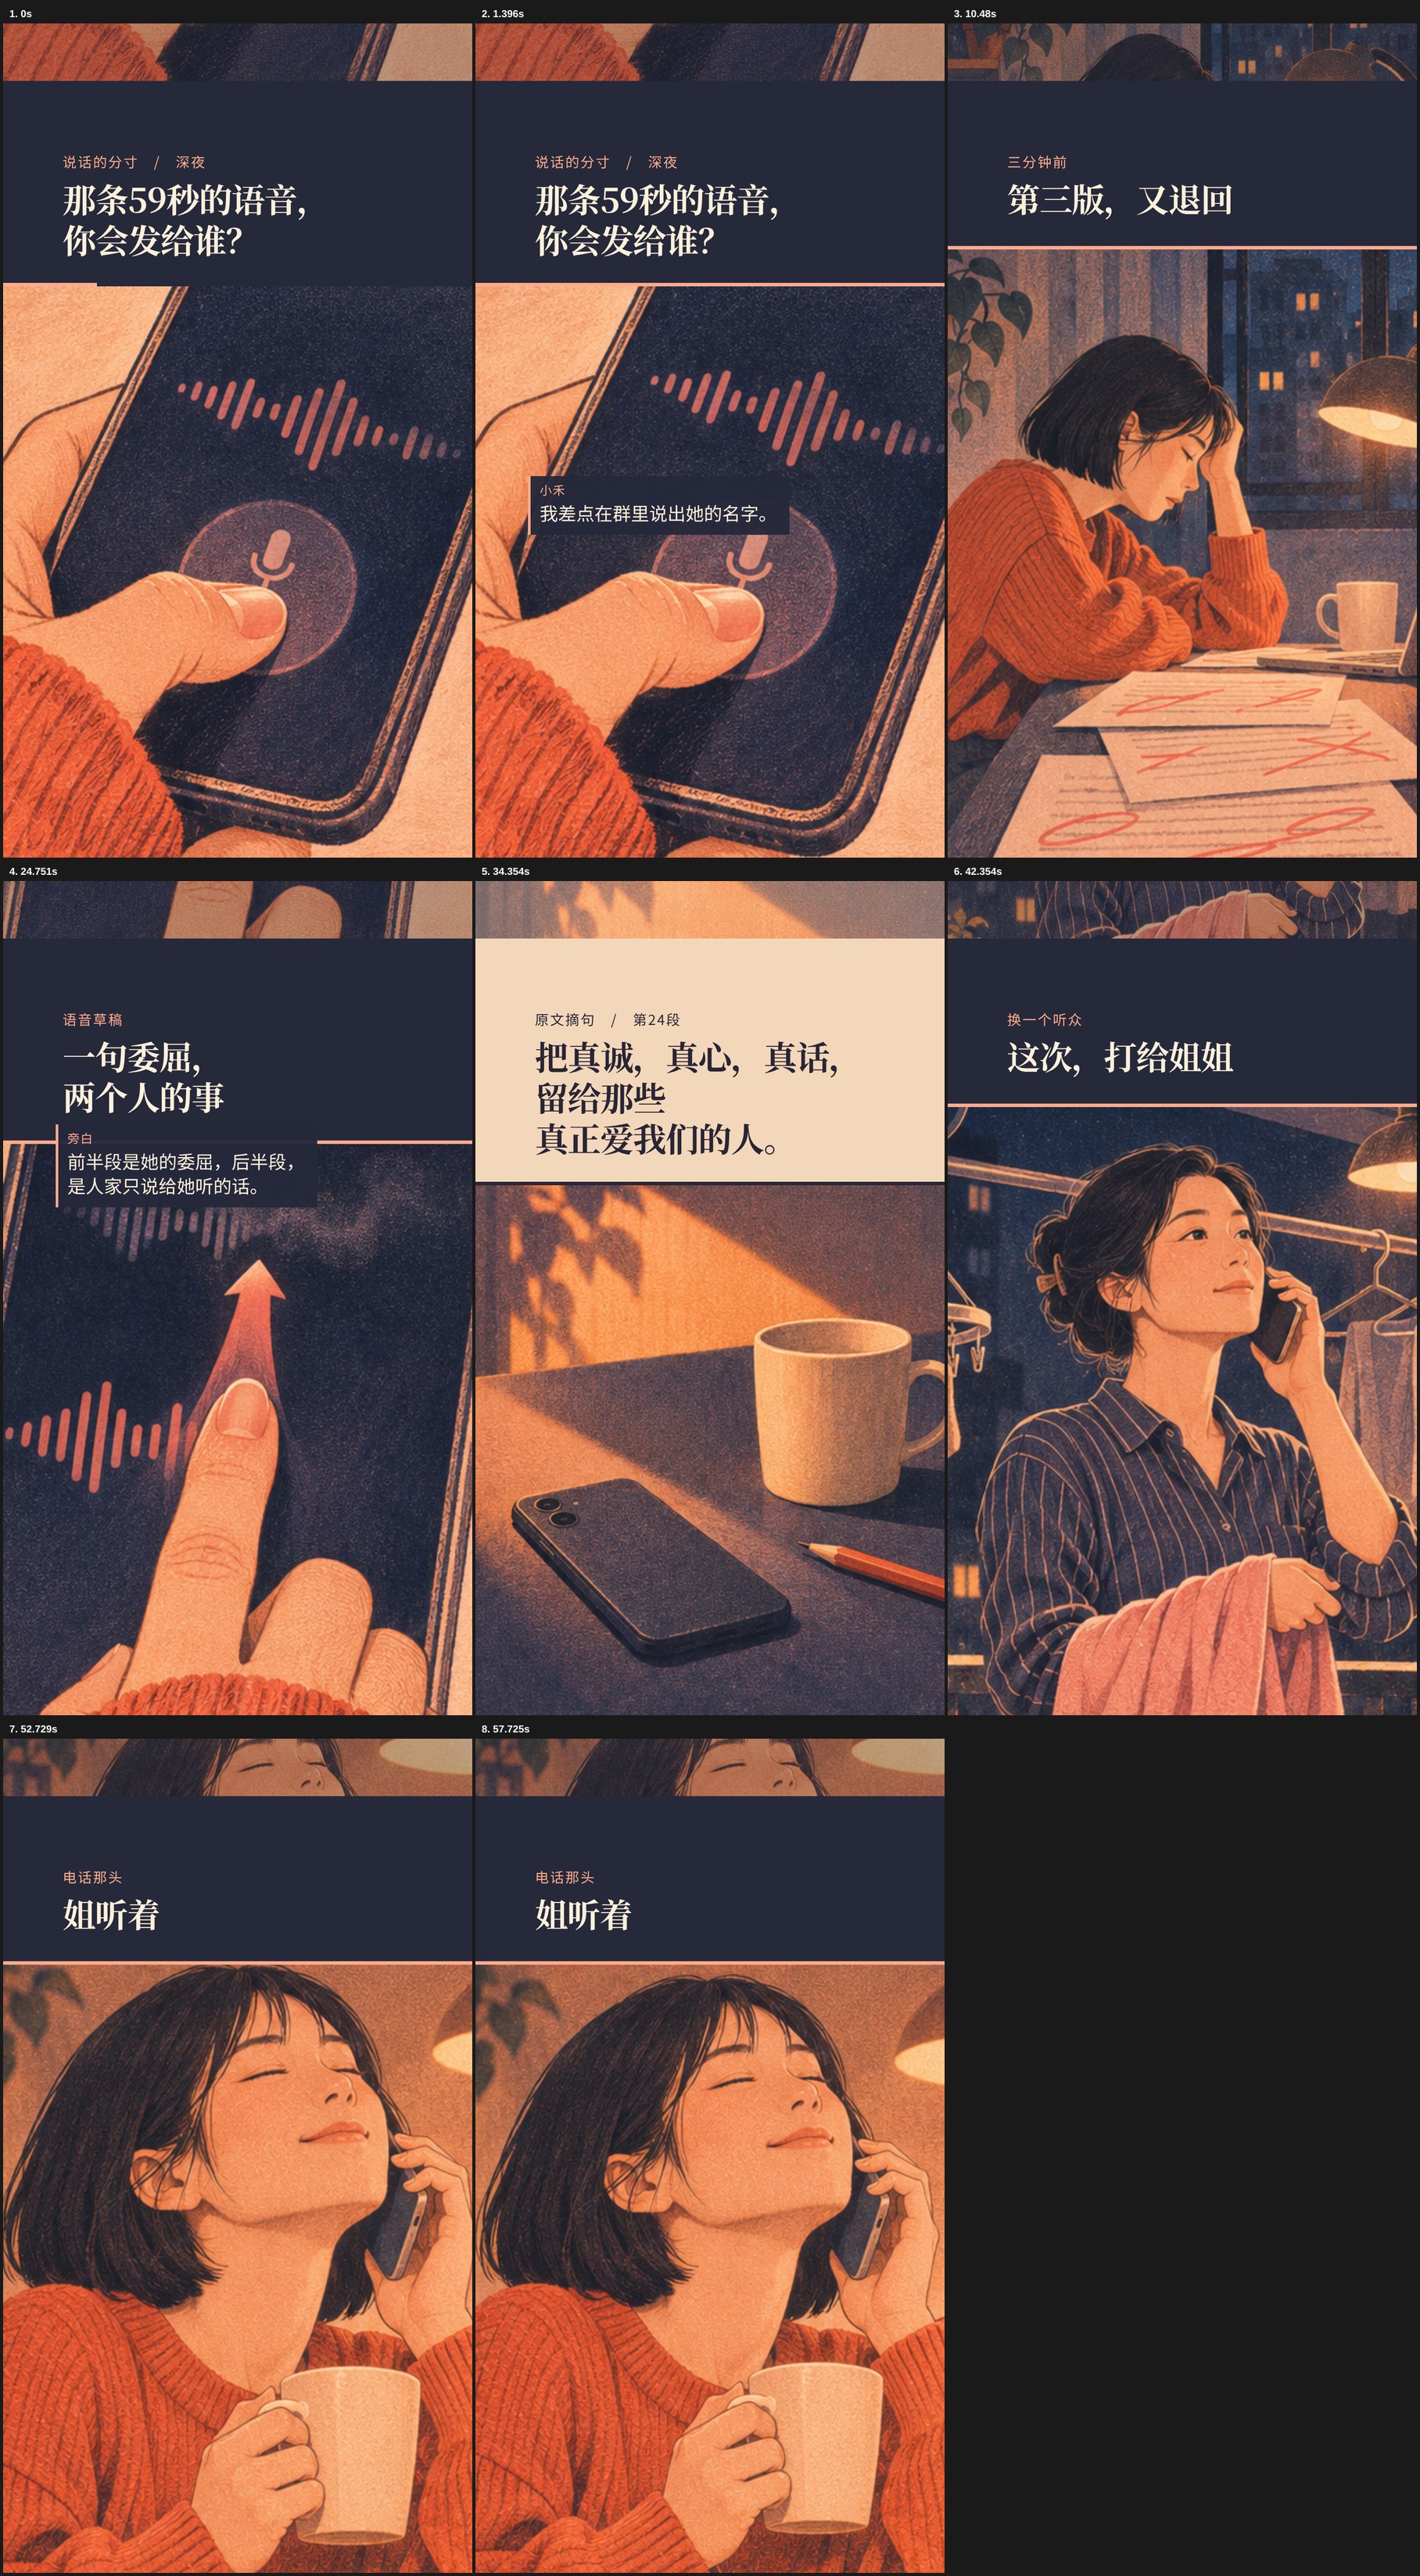 1. 0s
说话的分寸 / 深夜
那条59秒的语音，
你会发给谁？
2. 1.396s
说话的分寸 / 深夜
那条59秒的语音，
你会发给谁？
小禾
我差点在群里说出她的名字。
3. 10.48s
三分钟前
第三版，又退回
4. 24.751s
语音草稿
一句委屈，
两个人的事
旁白
前半段是她的委屈，后半段，
是人家只说给她听的话。
5. 34.354s
原文摘句 / 第24段
把真诚，真心，真话，
留给那些
真正爱我们的人。
6. 42.354s
换一个听众
这次，打给姐姐
7. 52.729s
电话那头
姐听着
8. 57.725s
电话那头
姐听着